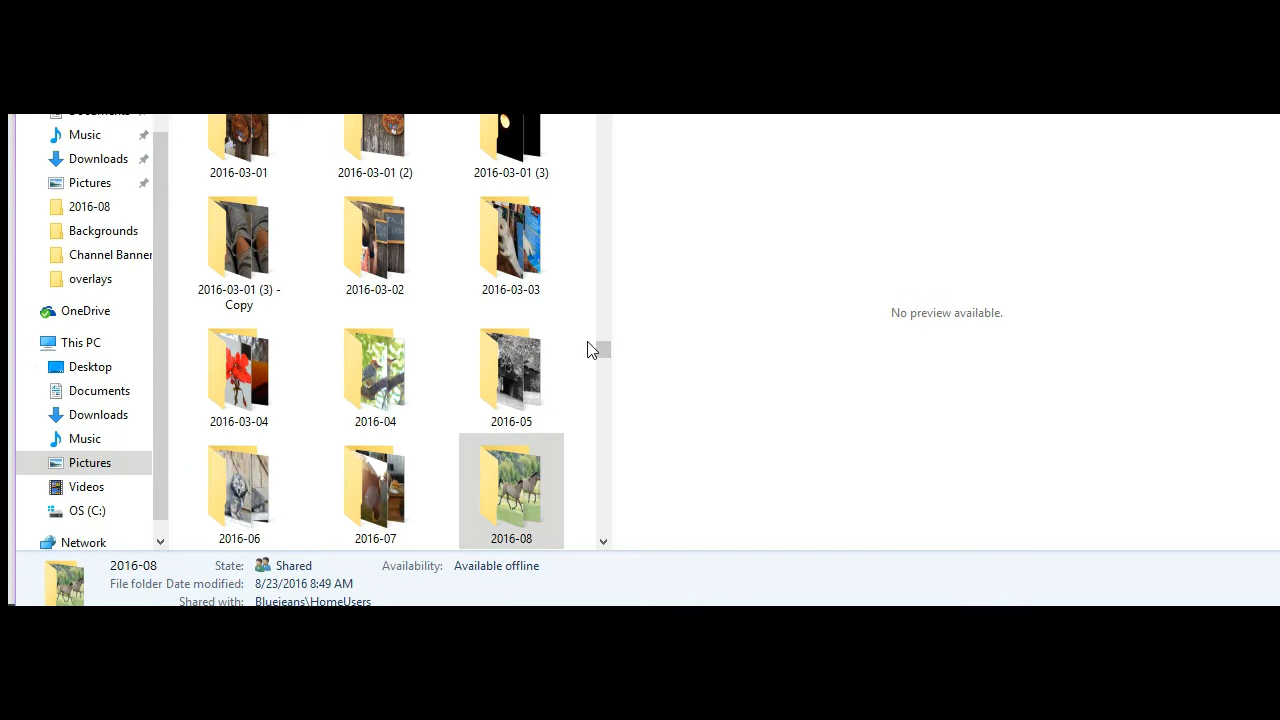 Documents
Music
Downloads
Pictures
2016-08
Backgrounds
Channel Banner
overlays
OneDrive
This PC
Desktop
Documents
Downloads
Music
Pictures
Videos
OS (C:)
Network
2016-03-01
2016-03-01 (2)
2016-03-01 (3)
2016-03-01 (3) -
Copy
2016-03-02
2016-03-03
2016-03-04
2016-04
2016-05
2016-06
2016-07
2016-08
No preview available.
2016-08 State: Shared Availability: Available offline
File folder Date modified: 8/23/2016 8:49 AM
Shared with: Bluejeans\HomeUsers